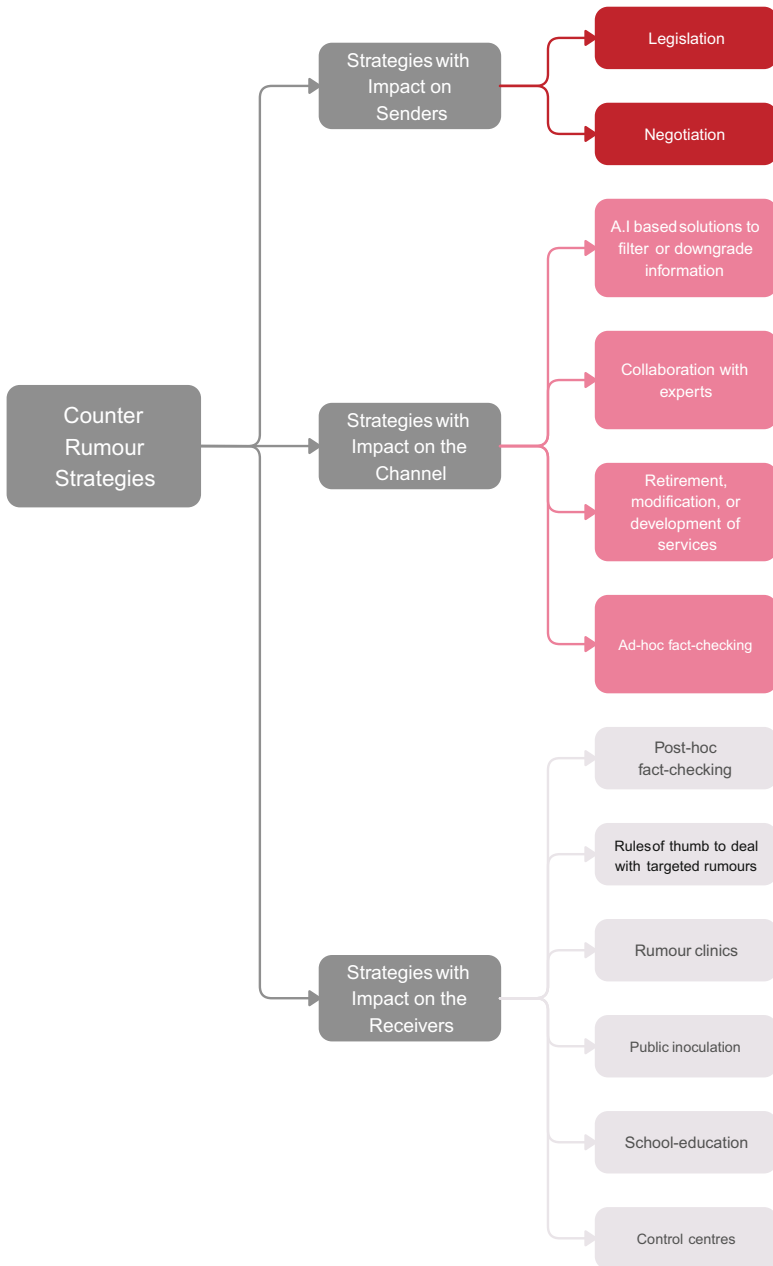 Counter
Rumour
Strategies
Strategies with
Impact on
Senders
Legislation
Negotiation
Strategies with
Impact on the
Channel
A.I based solutions to
filter or downgrade
information
Collaboration with
experts
Retirement,
modification, or
development of
services
Ad-hoc fact-checking
Strategies with
Impact on the
Receivers
Post-hoc
fact-checking
Rules of thumb to deal
with targeted rumours
Rumour clinics
Public inoculation
School-education
Control centres